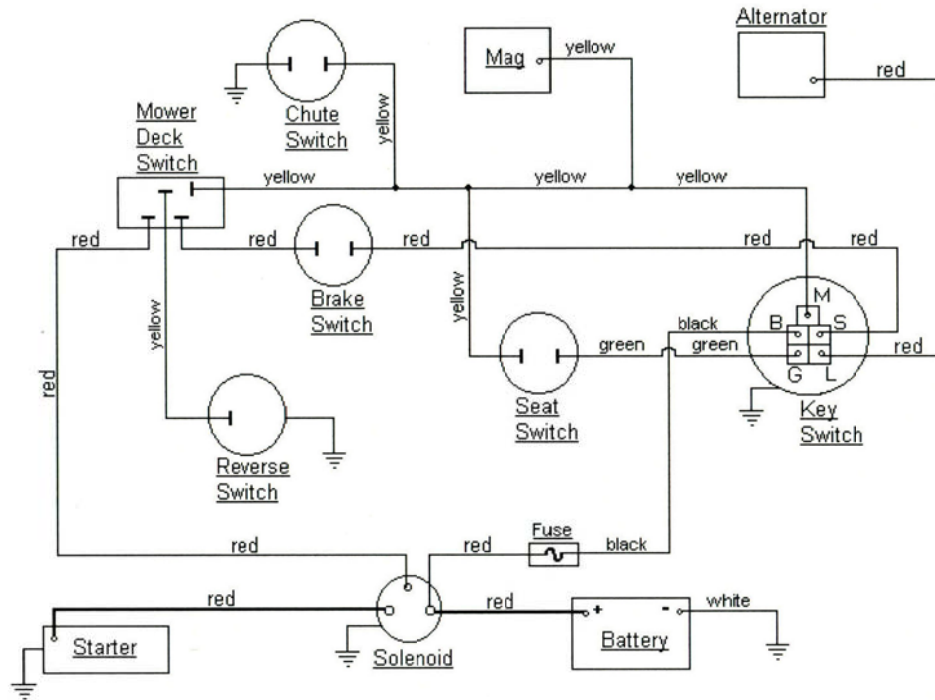 Alternator
Mag
yellow
red
Chute
Switch
yellow
Mower
Deck
Switch
yellow
yellow
yellow
red
red
red
red
red
Brake
Switch
yellow
yellow
M
B
S
G
L
black
green
green
red
Key
Switch
Seat
Switch
red
Reverse
Switch
Fuse
red
red
black
red
red
white
+
-
Starter
Solenoid
Battery